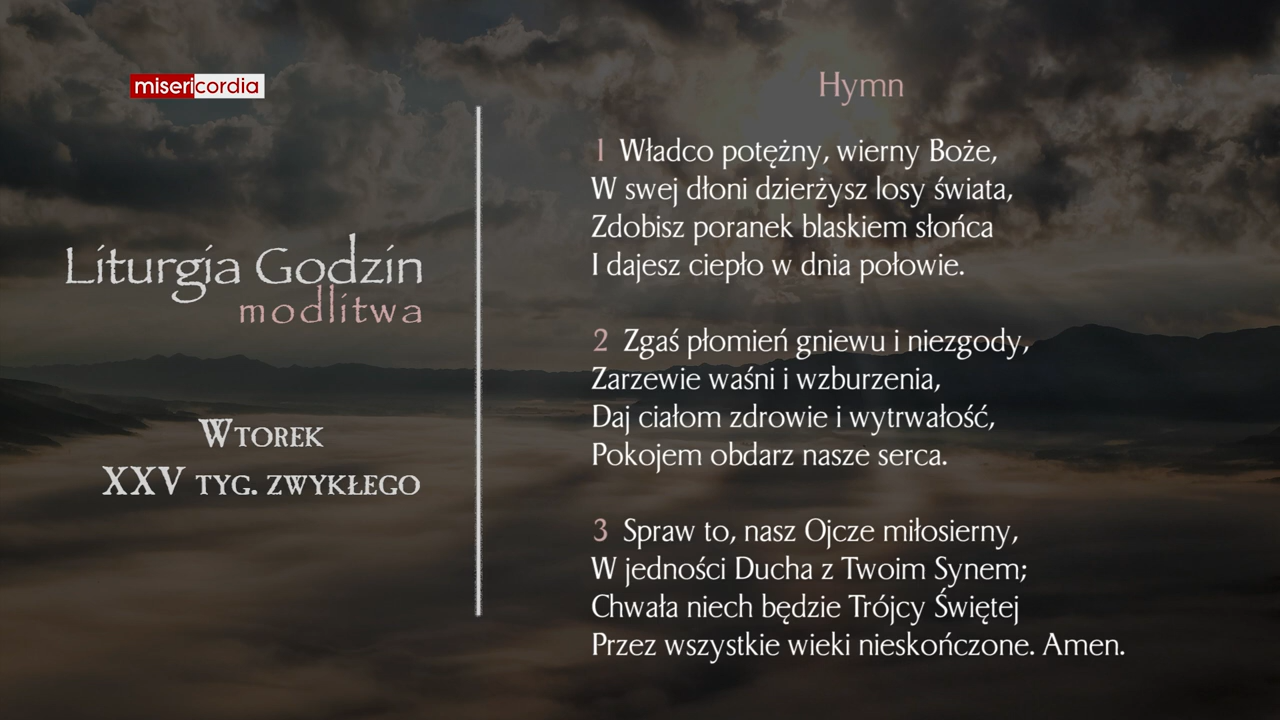 misericordia
Liturgia Godzin
modlitwa
Wtorek
XXV tyg. zwykłego
Hymn
1 Władco potężny, wierny Boże,
W swej dłoni dzierżysz losy świata,
Zdobisz poranek blaskiem słońca
I dajesz ciepło w dnia połowie.
2 Zgaś płomień gniewu i niezgody,
Zarzewie waśni i wzburzenia,
Daj ciałom zdrowie i wytrwałość,
Pokojem obdarz nasze serca.
3 Spraw to, nasz Ojcze miłosierny,
W jedności Ducha z Twoim Synem;
Chwała niech będzie Trójcy Świętej
Przez wszystkie wieki nieskończone. Amen.